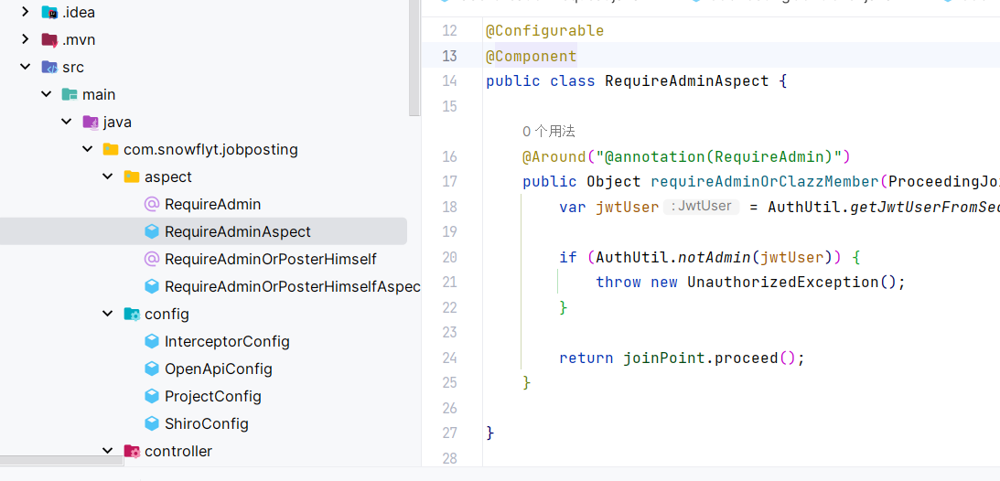 .idea
.mvn
src
main
java
com.snowflyt.jobposting
aspect
RequireAdmin
RequireAdminAspect
RequireAdminOrPosterHimself
RequireAdminOrPosterHimselfAspec
config
InterceptorConfig
OpenApiConfig
ProjectConfig
ShiroConfig
controller
12 @Configurable
13 @Component
14 public class RequireAdminAspect {
15
0 个用法
16 @Around("@annotation(RequireAdmin)")
17 public Object requireAdminOrClazzMember(ProceedingJoi
18 var jwtUser : JwtUser = AuthUtil.getJwtUserFromSec
19
20 if (AuthUtil.notAdmin(jwtUser)) {
21 throw new UnauthorizedException();
22 }
23
24 return joinPoint.proceed();
25 }
26
27 }
28